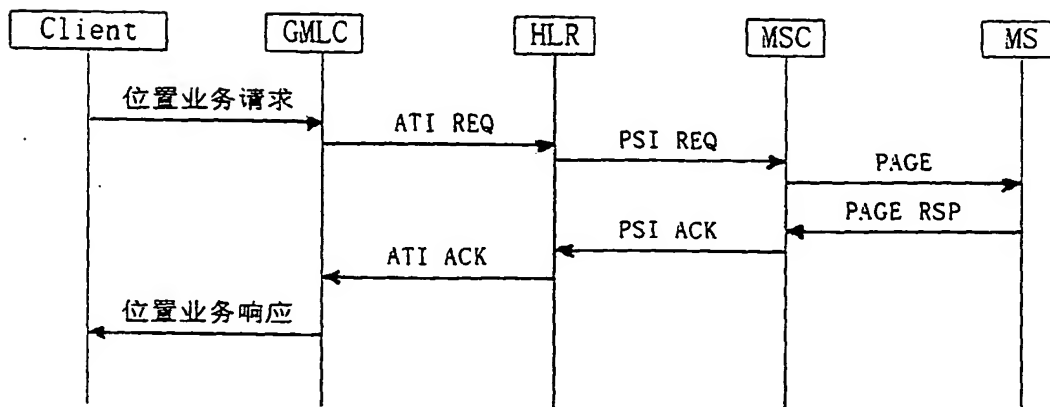 Client GMLC HLR MSC MS
位置业务请求
ATI REQ
PSI REQ
PAGE
PAGE RSP
PSI ACK
ATI ACK
位置业务响应